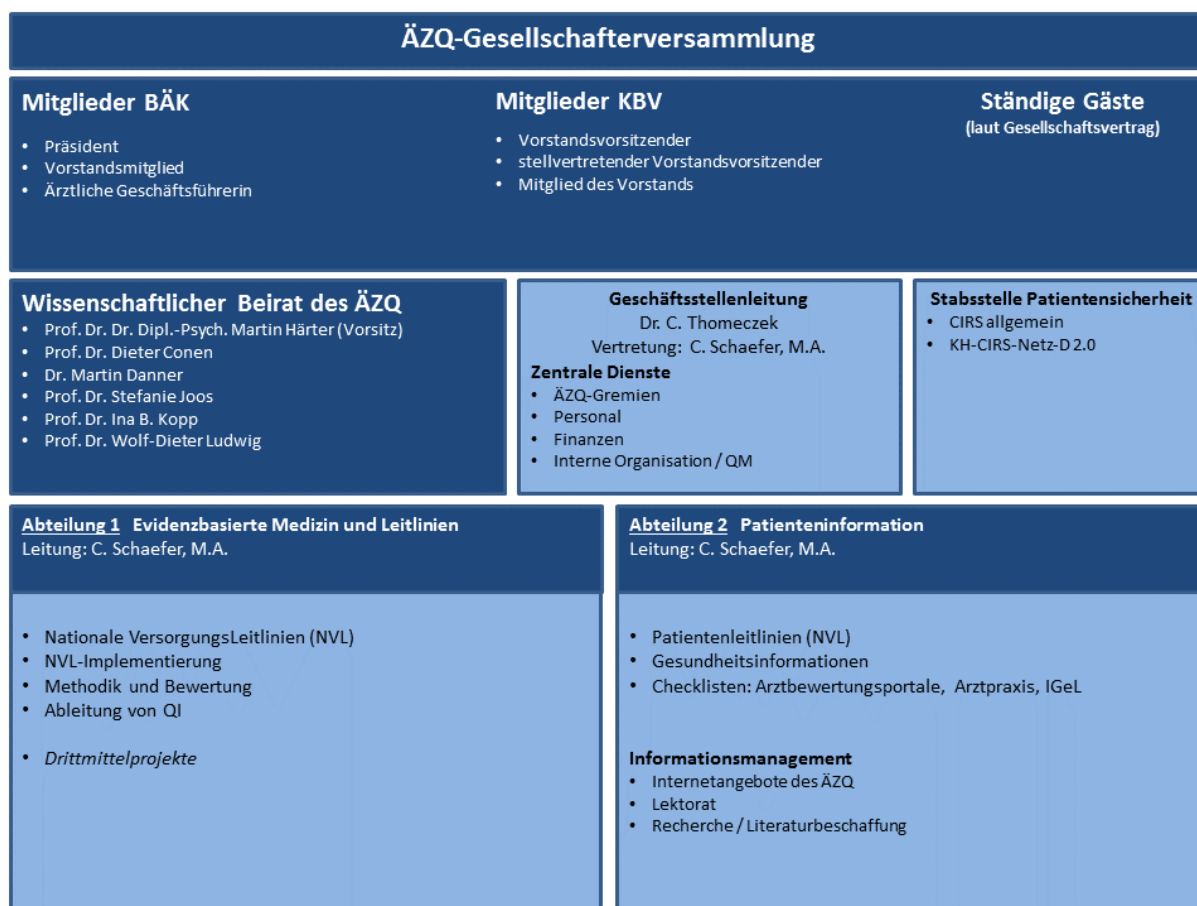 ÄZQ-Gesellschafterversammlung
Mitglieder BÄK
• Präsident
• Vorstandsmitglied
• Ärztliche Geschäftsführerin
Mitglieder KBV
• Vorstandsvorsitzender
• stellvertretender Vorstandsvorsitzender
• Mitglied des Vorstands
Ständige Gäste
(laut Gesellschaftsvertrag)
Wissenschaftlicher Beirat des ÄZQ
• Prof. Dr. Dr. Dipl.-Psych. Martin Härter (Vorsitz)
• Prof. Dr. Dieter Conen
• Dr. Martin Danner
• Prof. Dr. Stefanie Joos
• Prof. Dr. Ina B. Kopp
• Prof. Dr. Wolf-Dieter Ludwig
Geschäftsstellenleitung
Dr. C. Thomeczek
Vertretung: C. Schaefer, M.A.
Zentrale Dienste
• ÄZQ-Gremien
• Personal
• Finanzen
• Interne Organisation / QM
Stabsstelle Patientensicherheit
• CIRS allgemein
• KH-CIRS-Netz-D 2.0
Abteilung 1 Evidenzbasierte Medizin und Leitlinien
Leitung: C. Schaefer, M.A.
• Nationale VersorgungsLeitlinien (NVL)
• NVL-Implementierung
• Methodik und Bewertung
• Ableitung von QI
• Drittmittelprojekte
Abteilung 2 Patienteninformation
Leitung: C. Schaefer, M.A.
• Patientenleitlinien (NVL)
• Gesundheitsinformationen
• Checklisten: Arztbewertungsportale, Arztpraxis, IGeL
Informationsmanagement
• Internetangebote des ÄZQ
• Lektorat
• Recherche / Literaturbeschaffung